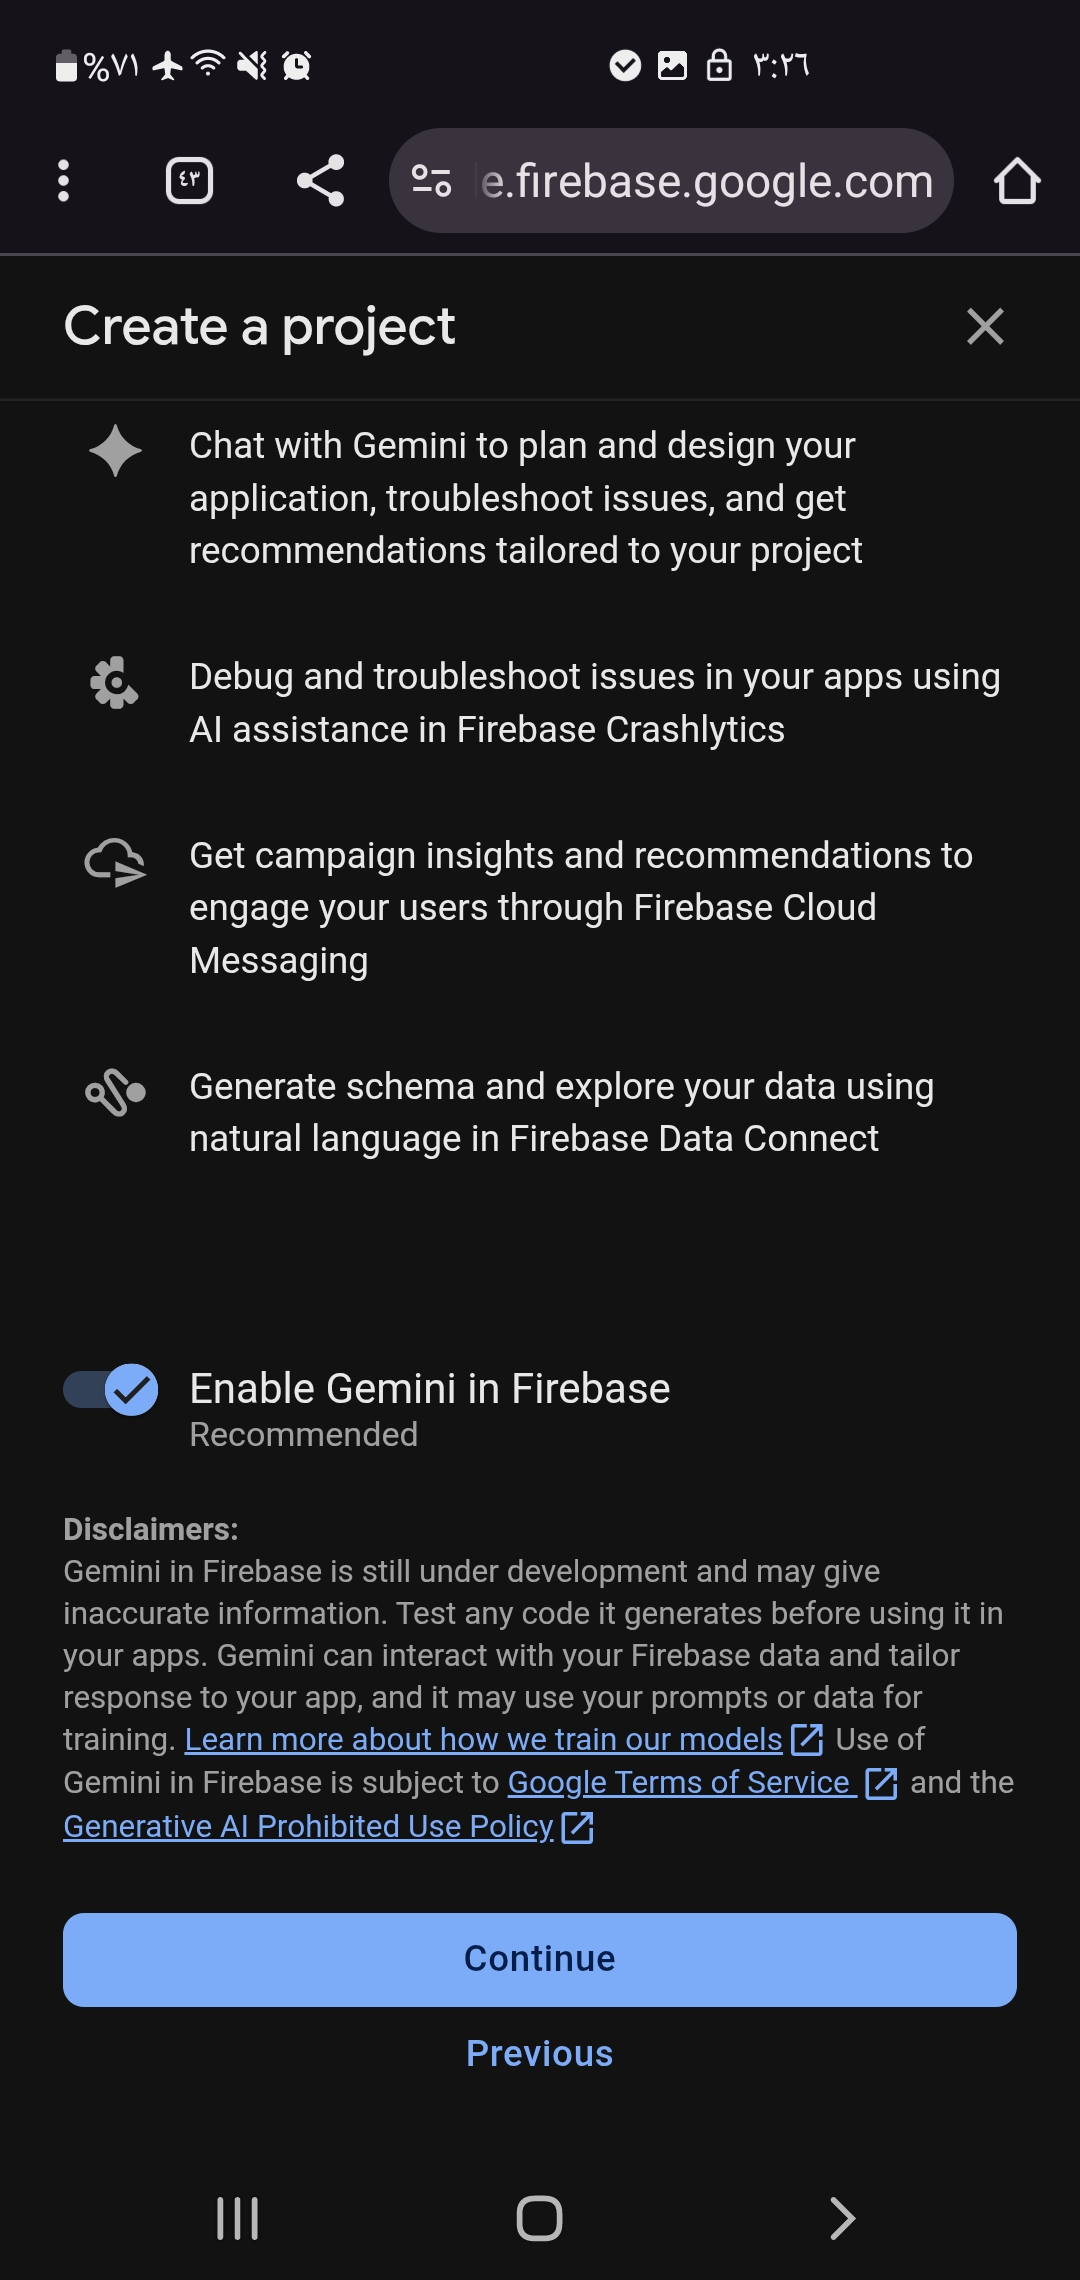 %٧١
٣:٢٦
٤٣
e.firebase.google.com
Create a project
Chat with Gemini to plan and design your
application, troubleshoot issues, and get
recommendations tailored to your project
Debug and troubleshoot issues in your apps using
AI assistance in Firebase Crashlytics
Get campaign insights and recommendations to
engage your users through Firebase Cloud
Messaging
Generate schema and explore your data using
natural language in Firebase Data Connect
Enable Gemini in Firebase
Recommended
Disclaimers:
Gemini in Firebase is still under development and may give
inaccurate information. Test any code it generates before using it in
your apps. Gemini can interact with your Firebase data and tailor
response to your app, and it may use your prompts or data for
training. Learn more about how we train our models Use of
Gemini in Firebase is subject to Google Terms of Service and the
Generative AI Prohibited Use Policy
Continue
Previous